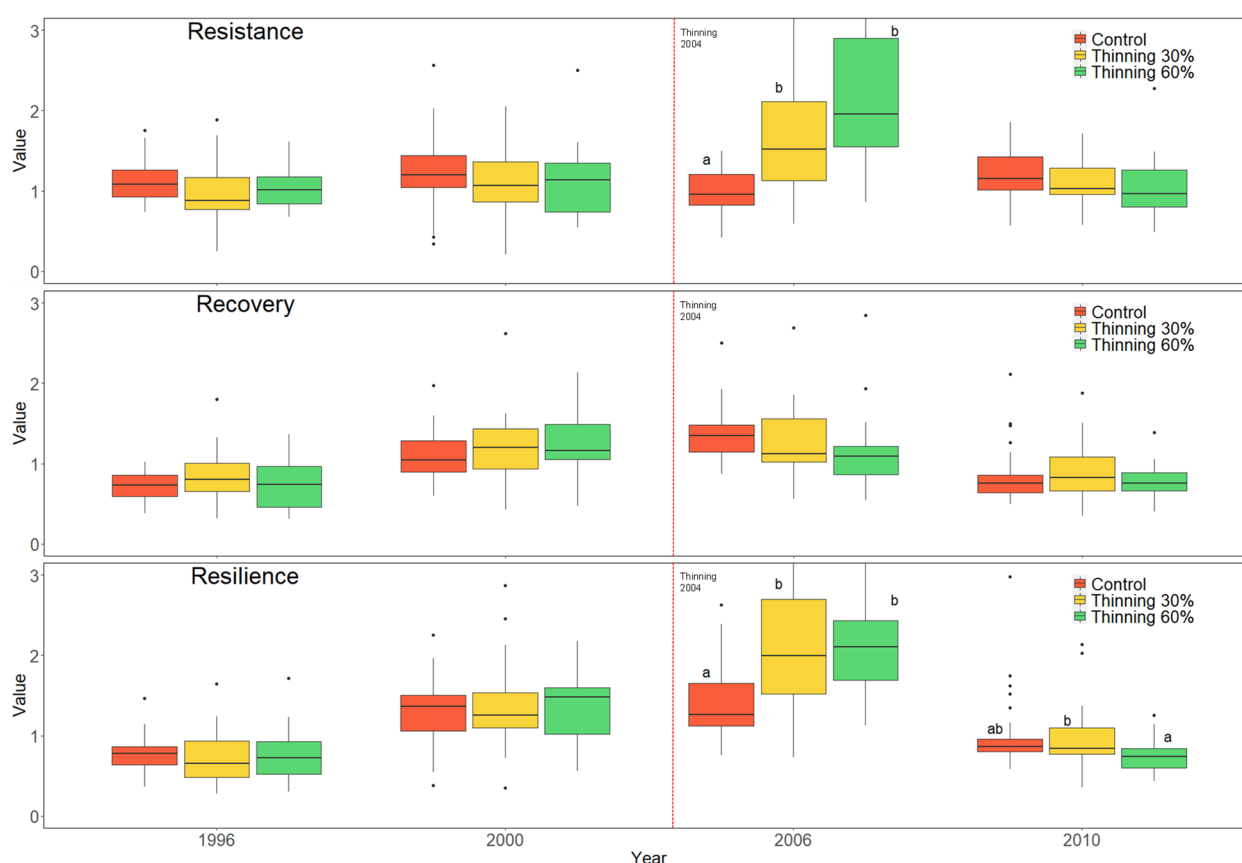 Resistance
3
2
1
0
Value
Thinning
2004
a
b
b
Control
Thinning 30%
Thinning 60%
Recovery
3
2
1
0
Value
Thinning
2004
Control
Thinning 30%
Thinning 60%
Resilience
3
2
1
0
Value
Thinning
2004
a
b
b
ab
b
a
Control
Thinning 30%
Thinning 60%
1996 2000 2006 2010
Year